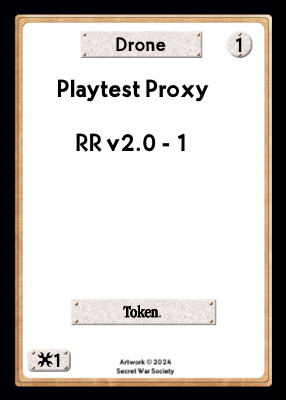 Drone
1
Playtest Proxy
RR v2.0 - 1
Token.
1
Artwork © 2024
Secret War Society